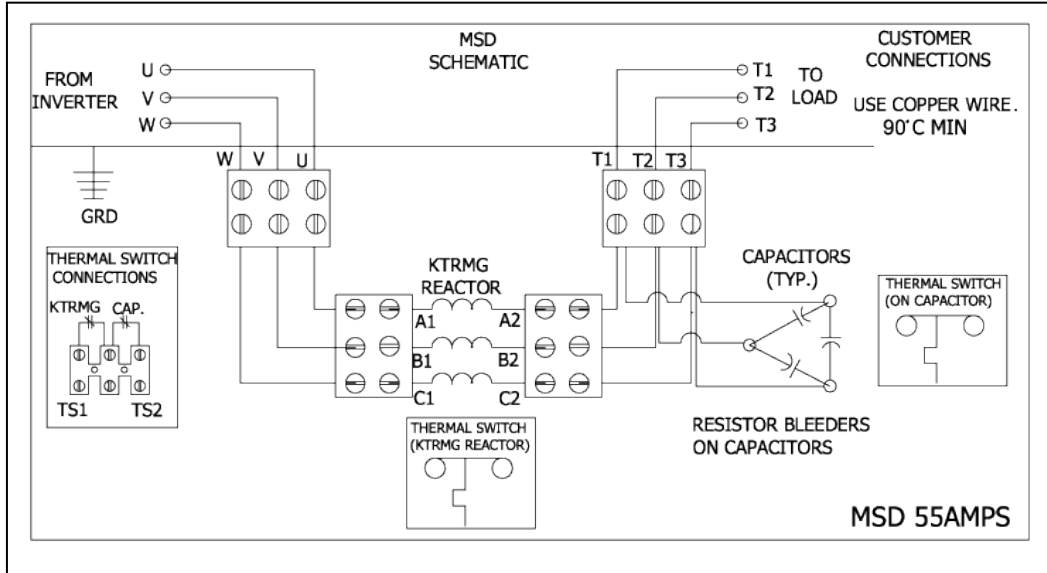 MSD
SCHEMATIC
CUSTOMER
CONNECTIONS
FROM
INVERTER
U
V
W
T1
T2
T3
TO
LOAD
USE COPPER WIRE.
90°C MIN
W V U
T1 T2 T3
GRD
THERMAL SWITCH
CONNECTIONS
KTRMG CAP.
TS1 TS2
KTRMG
REACTOR
A1 A2
B1 B2
C1 C2
CAPACITORS
(TYP.)
THERMAL SWITCH
(ON CAPACITOR)
THERMAL SWITCH
(KTRMG REACTOR)
RESISTOR BLEEDERS
ON CAPACITORS
MSD 55AMPS